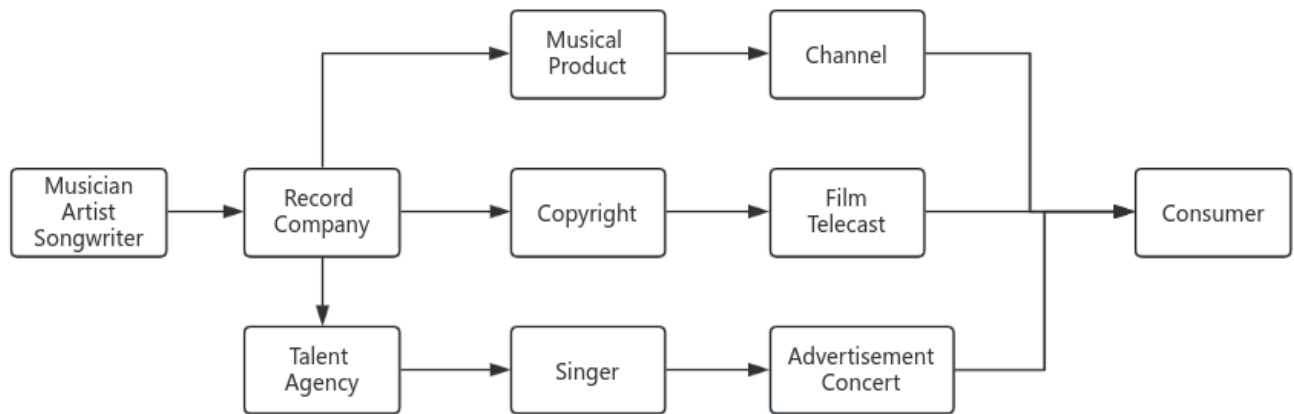 Musical
Product
Channel
Musician
Artist
Songwriter
Record
Company
Copyright
Film
Telecast
Consumer
Talent
Agency
Singer
Advertisement
Concert